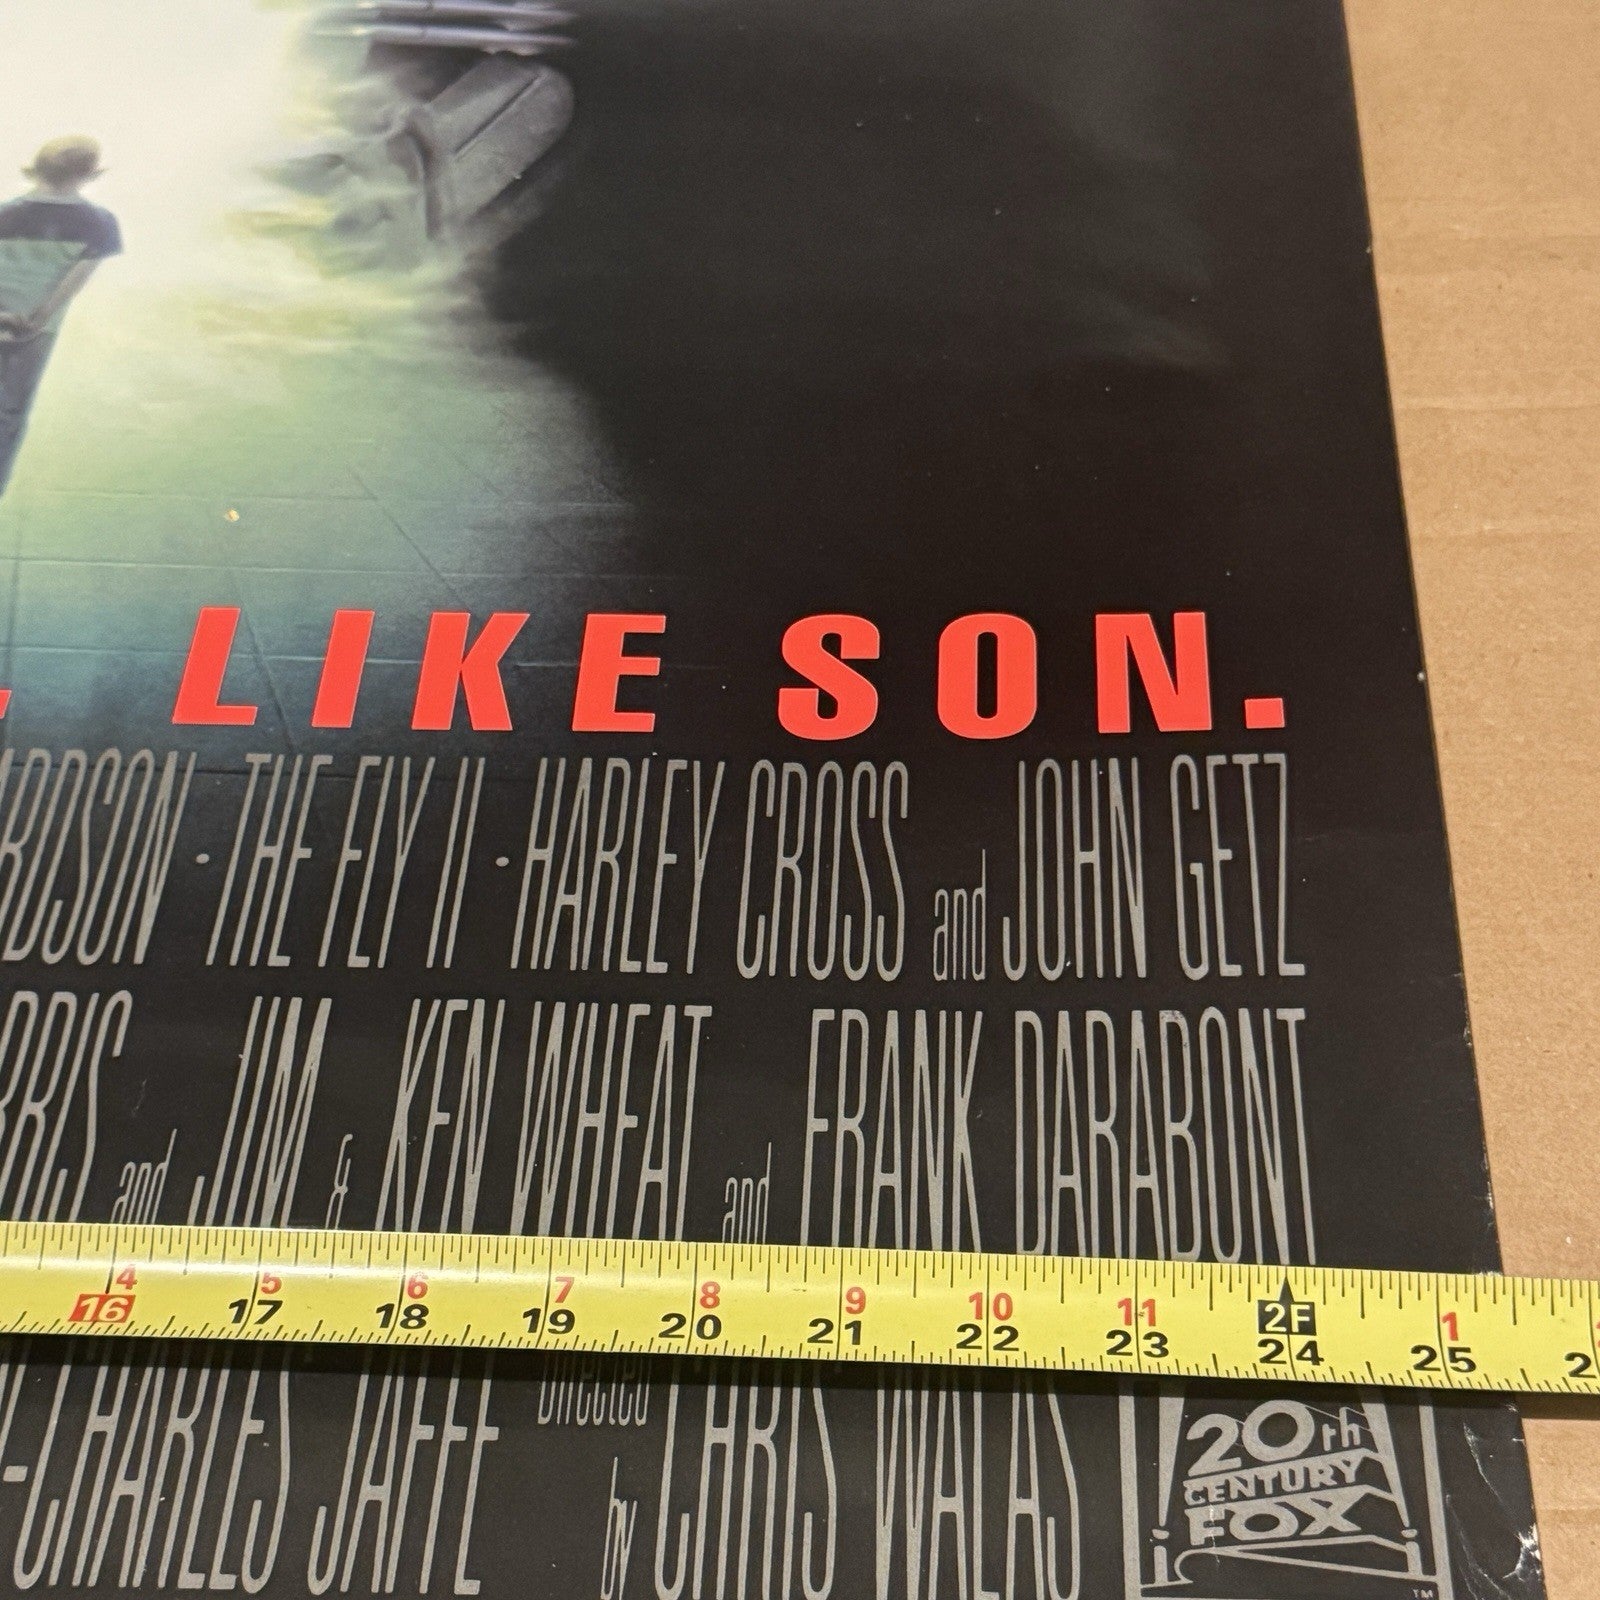 . LIKE SON.
THE FLY II · HARLEY CROSS and JOHN GETZ
and JIM & KEN WHEAT and FRANK DARABONT
4 5 6 7 8 9 10 11 2F 1
16 17 18 19 20 21 22 23 24 25
CHARLES JAFFE Directed by CHRIS WALAS
20th
CENTURY
FOX
TM